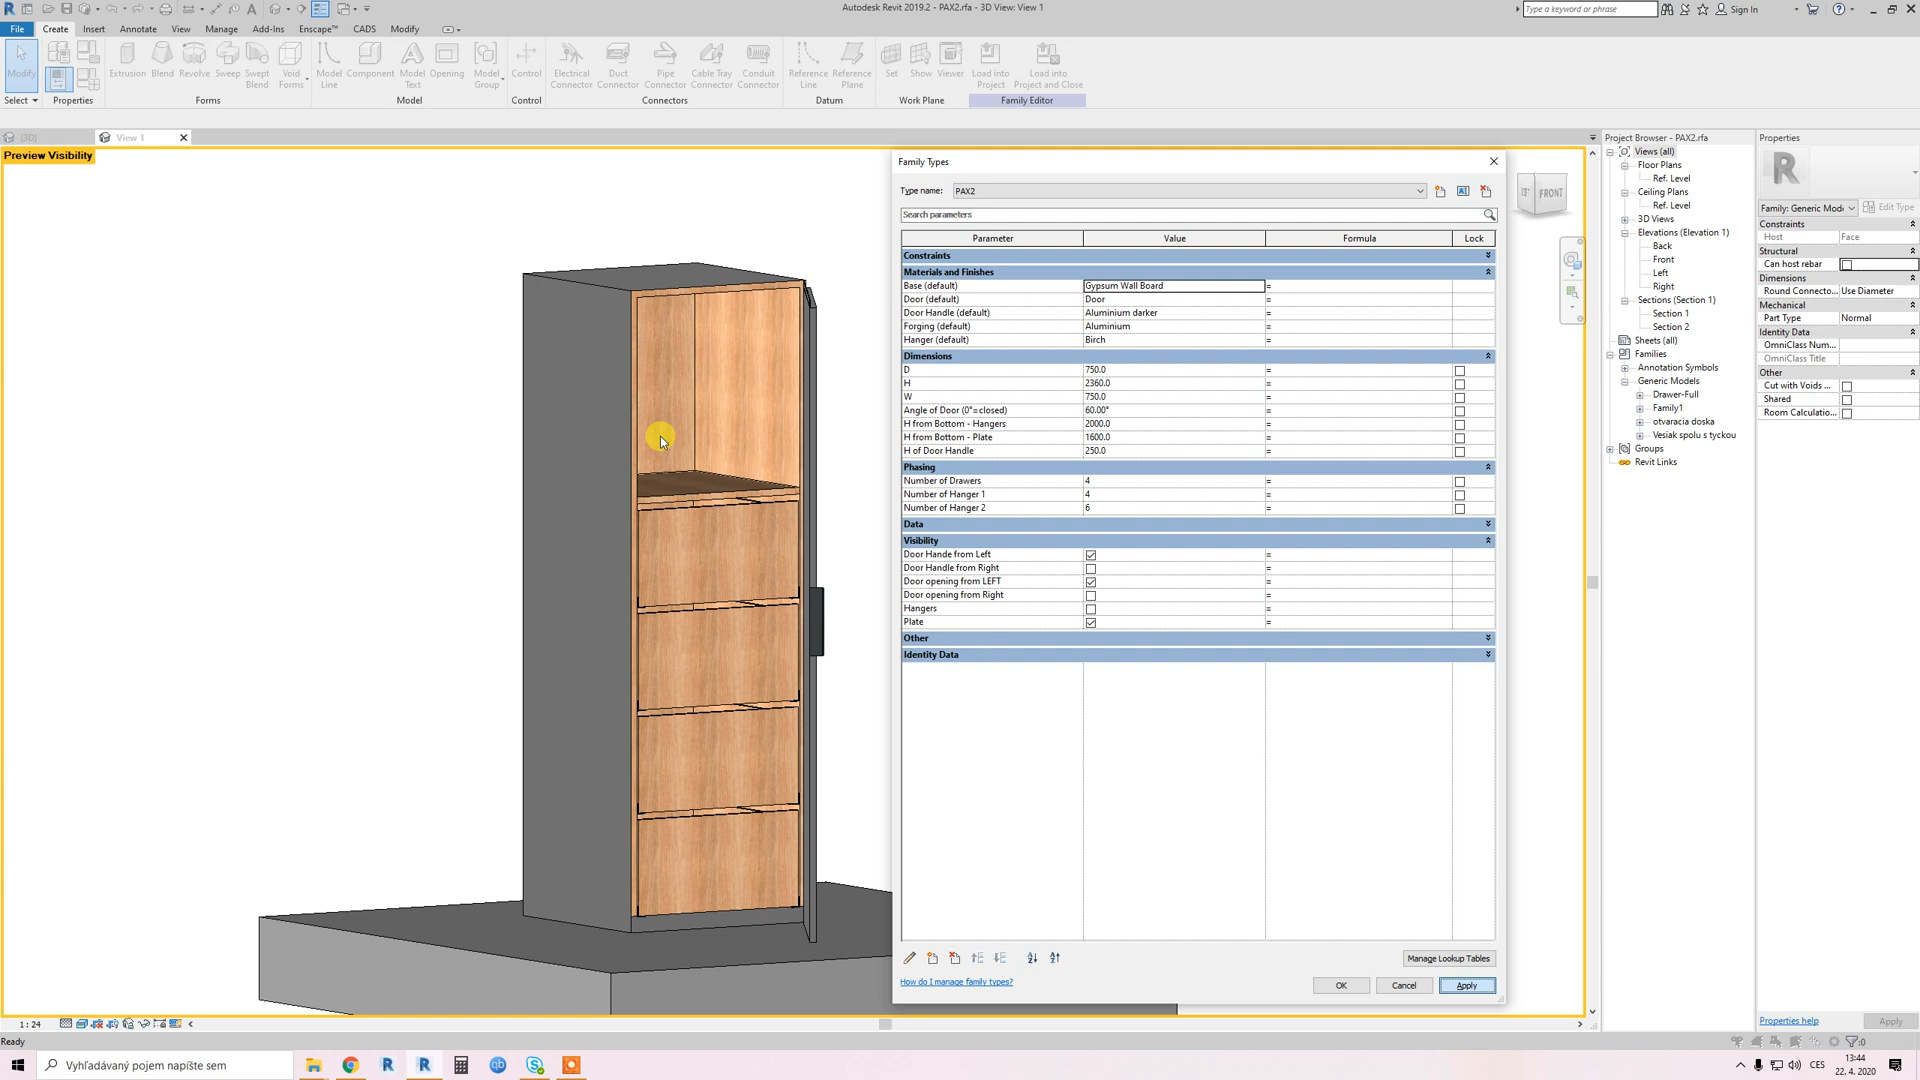 Autodesk Revit 2019.2 - PAX2.rfa - 3D View: View 1
Type a keyword or phrase
Sign In
File Create Insert Annotate View Manage Add-Ins Enscape™ CADS Modify
Modify
Extrusion Blend Revolve Sweep Swept Blend Void Forms
Model Line Component Model Text Opening Model Group
Control
Electrical Connector Duct Connector Pipe Connector Cable Tray Connector Conduit Connector
Reference Line Reference Plane
Set Show Viewer
Load into Project Load into Project and Close
Select Properties Forms Model Control Connectors Datum Work Plane Family Editor
{3D} View 1
Preview Visibility
FRONT
Family Types
Type name: PAX2
Search parameters
Parameter Value Formula Lock
Constraints
Materials and Finishes
Base (default) Gypsum Wall Board =
Door (default) Door =
Door Handle (default) Aluminium darker =
Forging (default) Aluminium =
Hanger (default) Birch =
Dimensions
D 750.0 =
H 2360.0 =
W 750.0 =
Angle of Door (0°=closed) 60.00° =
H from Bottom - Hangers 2000.0 =
H from Bottom - Plate 1600.0 =
H of Door Handle 250.0 =
Phasing
Number of Drawers 4 =
Number of Hanger 1 4 =
Number of Hanger 2 6 =
Data
Visibility
Door Hande from Left =
Door Handle from Right =
Door opening from LEFT =
Door opening from Right =
Hangers =
Plate =
Other
Identity Data
Manage Lookup Tables
How do I manage family types?
OK Cancel Apply
Project Browser - PAX2.rfa
Views (all)
Floor Plans
Ref. Level
Ceiling Plans
Ref. Level
3D Views
Elevations (Elevation 1)
Back
Front
Left
Right
Sections (Section 1)
Section 1
Section 2
Sheets (all)
Families
Annotation Symbols
Generic Models
Drawer-Full
Family1
otvaracia doska
Vesiak spolu s tyckou
Groups
Revit Links
Properties
Family: Generic Mode Edit Type
Constraints
Host Face
Structural
Can host rebar
Dimensions
Round Connecto... Use Diameter
Mechanical
Part Type Normal
Identity Data
OmniClass Num...
OmniClass Title
Other
Cut with Voids ...
Shared
Room Calculatio...
Properties help Apply
1 : 24
Ready
:0
Vyhľadávaný pojem napíšte sem
CES
13:44
22. 4. 2020